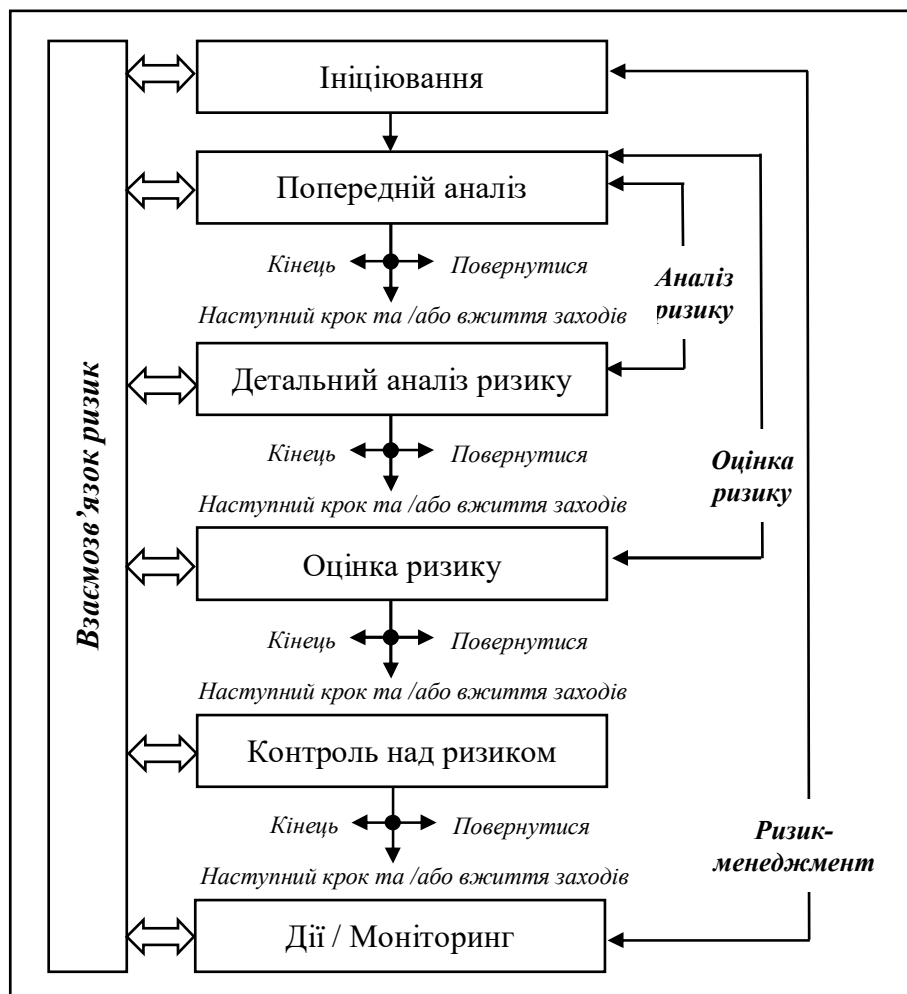 Ініціювання
Попередній аналіз
Кінець Повернутися
Наступний крок та /або вжиття заходів
Аналіз
ризику
Детальний аналіз ризику
Кінець Повернутися
Наступний крок та /або вжиття заходів
Оцінка
ризику
Оцінка ризику
Кінець Повернутися
Наступний крок та /або вжиття заходів
Контроль над ризиком
Кінець Повернутися
Наступний крок та /або вжиття заходів
Ризик-
менеджмент
Дії / Моніторинг
Взаємозв’язок ризик